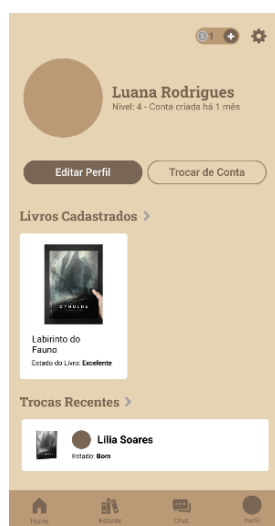 1 +
Luana Rodrigues
Nível: 4 - Conta criada há 1 mês
Editar Perfil
Trocar de Conta
Livros Cadastrados >
CTHULHU
Labirinto do
Fauno
Estado do Livro: Excelente
Trocas Recentes >
Lília Soares
Estado: Bom
Home
Estante
Chat
Perfil